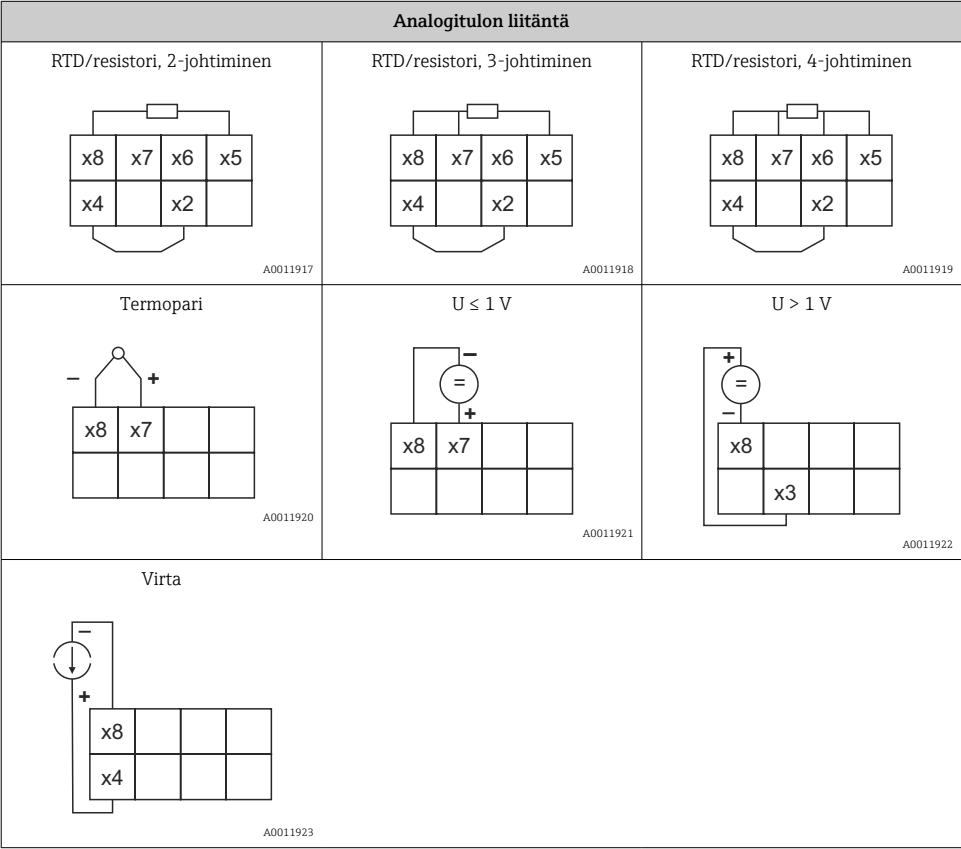 Analogitulon liitäntä
RTD/resistori, 2-johtiminen
x8 x7 x6 x5
x4 x2
A0011917
RTD/resistori, 3-johtiminen
x8 x7 x6 x5
x4 x2
A0011918
RTD/resistori, 4-johtiminen
x8 x7 x6 x5
x4 x2
A0011919
Termopari
− +
x8 x7
A0011920
U ≤ 1 V
−
=
+
x8 x7
A0011921
U > 1 V
+
=
−
x8
x3
A0011922
Virta
−
+
x8
x4
A0011923